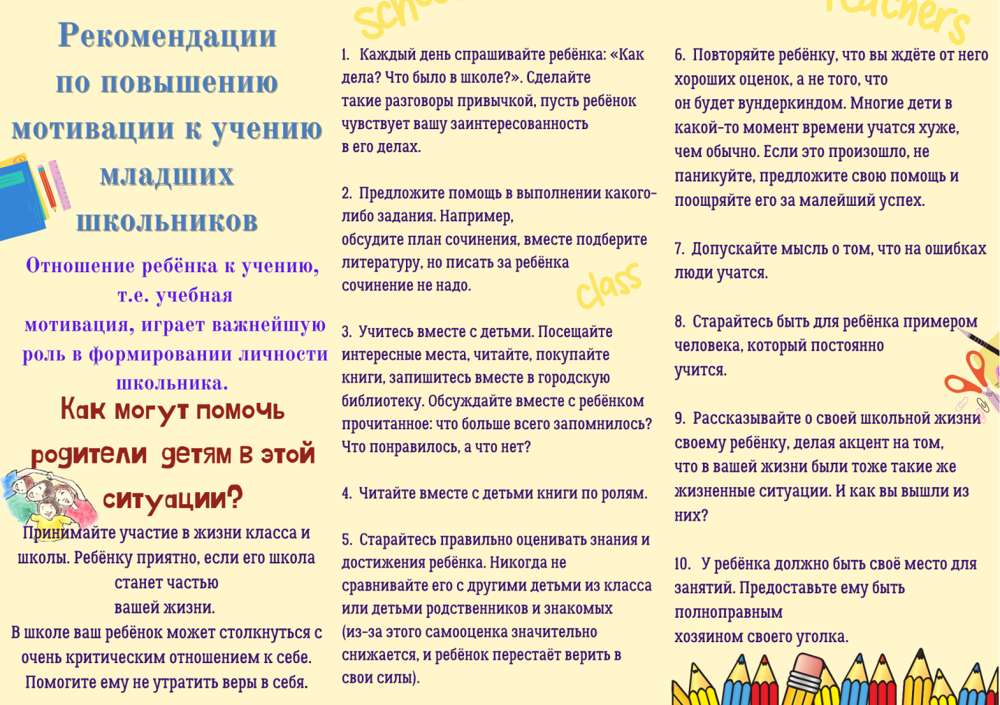 Рекомендации
по повышению
мотивации к учению
младших
школьников
Отношение ребёнка к учению,
т.е. учебная
мотивация, играет важнейшую
роль в формировании личности
школьника.
Как могут помочь
родители детям в этой
ситуации?
Принимайте участие в жизни класса и
школы. Ребёнку приятно, если его школа
станет частью
вашей жизни.
В школе ваш ребёнок может столкнуться с
очень критическим отношением к себе.
Помогите ему не утратить веры в себя.
1. Каждый день спрашивайте ребёнка: «Как
дела? Что было в школе?». Сделайте
такие разговоры привычкой, пусть ребёнок
чувствует вашу заинтересованность
в его делах.
2. Предложите помощь в выполнении какого-
либо задания. Например,
обсудите план сочинения, вместе подберите
литературу, но писать за ребёнка
сочинение не надо.
class
3. Учитесь вместе с детьми. Посещайте
интересные места, читайте, покупайте
книги, запишитесь вместе в городскую
библиотеку. Обсуждайте вместе с ребёнком
прочитанное: что больше всего запомнилось?
Что понравилось, а что нет?
4. Читайте вместе с детьми книги по ролям.
5. Старайтесь правильно оценивать знания и
достижения ребёнка. Никогда не
сравнивайте его с другими детьми из класса
или детьми родственников и знакомых
(из-за этого самооценка значительно
снижается, и ребёнок перестаёт верить в
свои силы).
Teachers
6. Повторяйте ребёнку, что вы ждёте от него
хороших оценок, а не того, что
он будет вундеркиндом. Многие дети в
какой-то момент времени учатся хуже,
чем обычно. Если это произошло, не
паникуйте, предложите свою помощь и
поощряйте его за малейший успех.
7. Допускайте мысль о том, что на ошибках
люди учатся.
8. Старайтесь быть для ребёнка примером
человека, который постоянно
учится.
9. Рассказывайте о своей школьной жизни
своему ребёнку, делая акцент на том,
что в вашей жизни были тоже такие же
жизненные ситуации. И как вы вышли из
них?
10. У ребёнка должно быть своё место для
занятий. Предоставьте ему быть
полноправным
хозяином своего уголка.